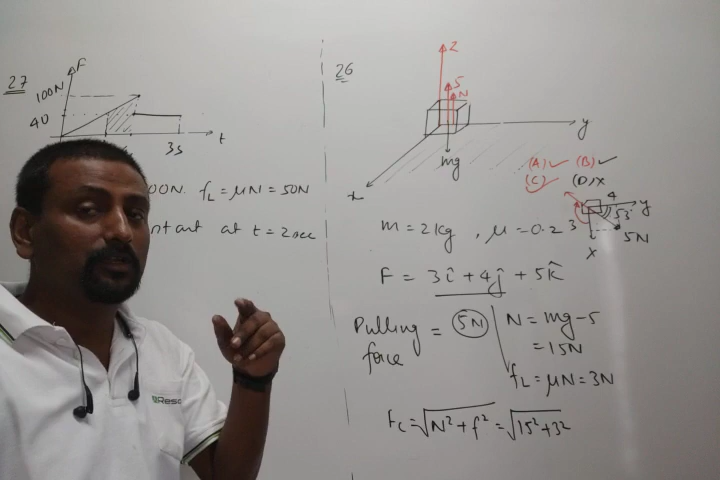 27
F
100N
40
t
3s
00N. fL = μN = 50N
ntant at t = 2 sec
26
z
5
N
y
mg
x
(A) ✓ (B) ✓
(C) ✓ (D) x
4
y
53°
3
5N
x
m = 2kg , μ = 0.2
F = 3î + 4ĵ + 5k̂
Pulling force = 5N
N = mg - 5
= 15N
fL = μN = 3N
Fc = √N² + f² = √15² + 3²
Reso